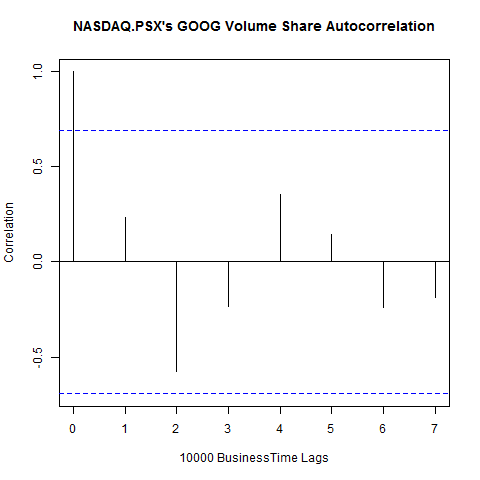 NASDAQ.PSX's GOOG Volume Share Autocorrelation
1.0
0.5
0.0
-0.5
Correlation
0 1 2 3 4 5 6 7
10000 BusinessTime Lags